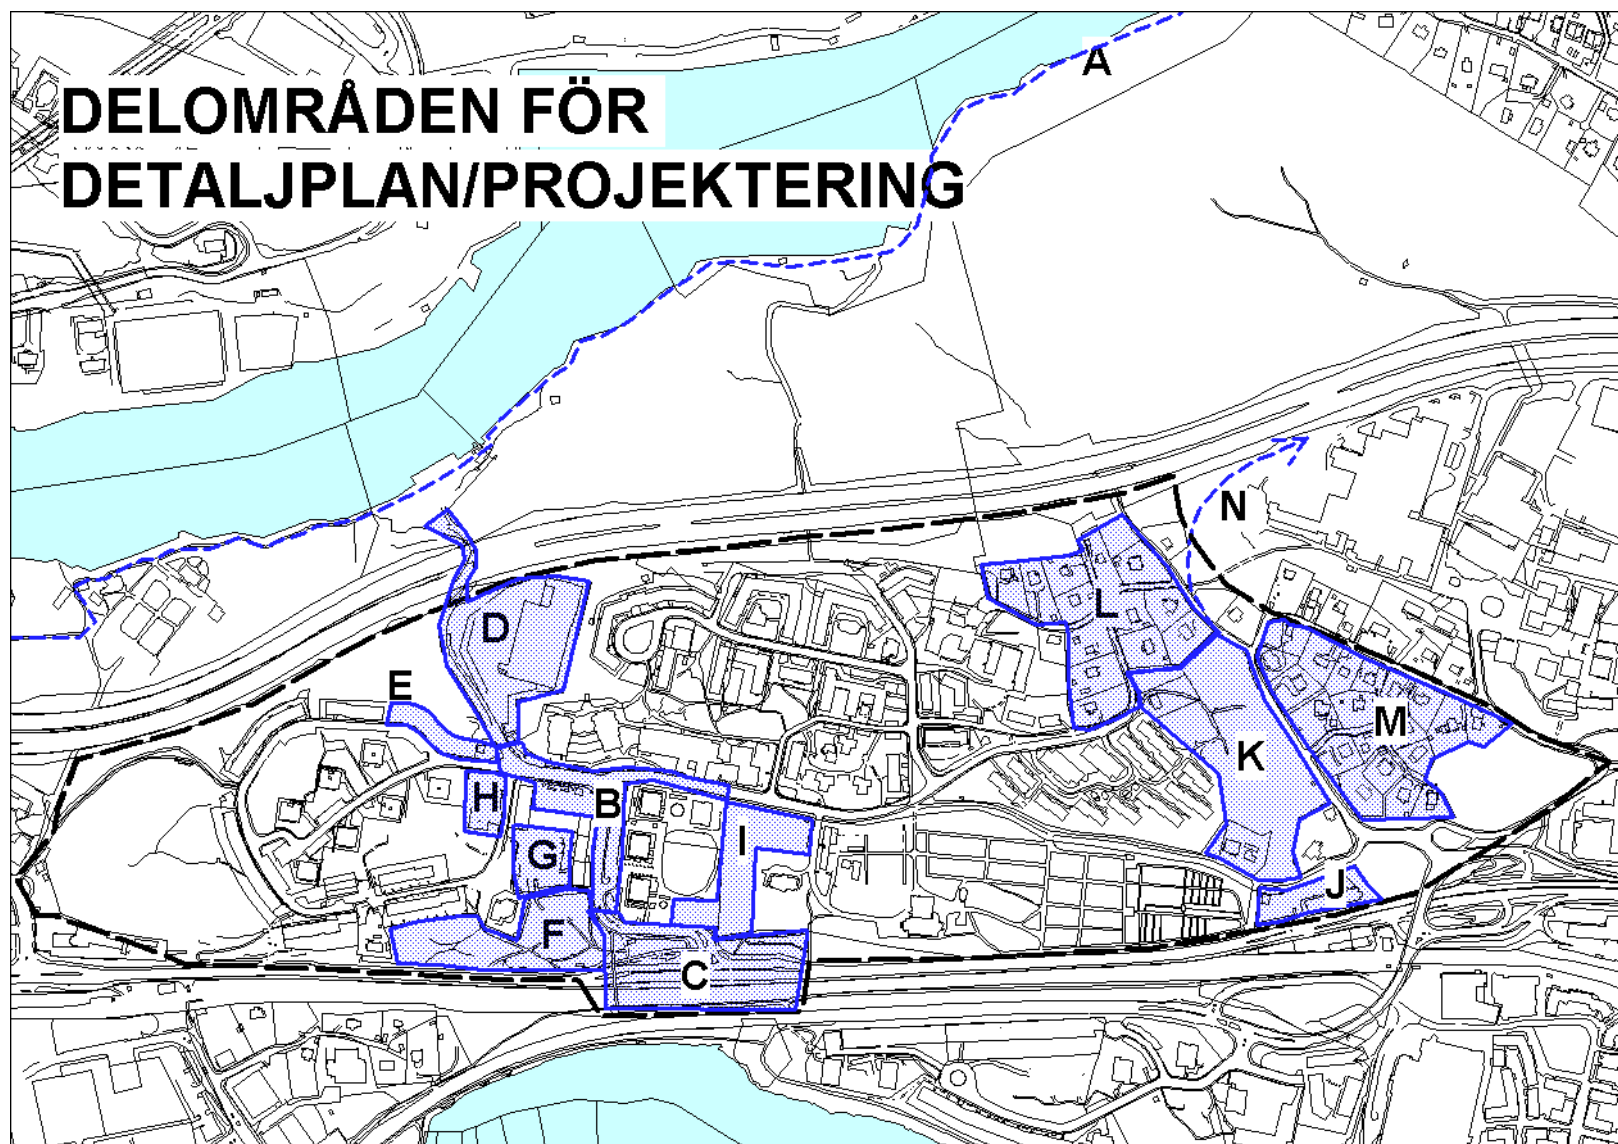 DELOMRÅDEN FÖR
DETALJPLAN/PROJEKTERING
A
N
L
D
E
M
K
H
B
I
G
J
F
C